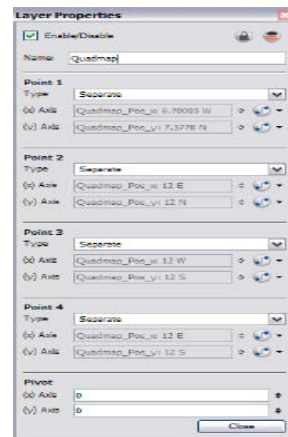 Layer Properties
Enable/Disable
Name: Quadmap
Point 1
Type Separate
(x) Axis Quadmap_Pos_x: 6.70003 W
(y) Axis Quadmap_Pos_y: 7.3778 N
Point 2
Type Separate
(x) Axis Quadmap_Pos_x: 12 E
(y) Axis Quadmap_Pos_y: 12 N
Point 3
Type Separate
(x) Axis Quadmap_Pos_x: 12 W
(y) Axis Quadmap_Pos_y: 12 S
Point 4
Type Separate
(x) Axis Quadmap_Pos_x: 12 E
(y) Axis Quadmap_Pos_y: 12 S
Pivot
(x) Axis 0
(y) Axis 0
Close